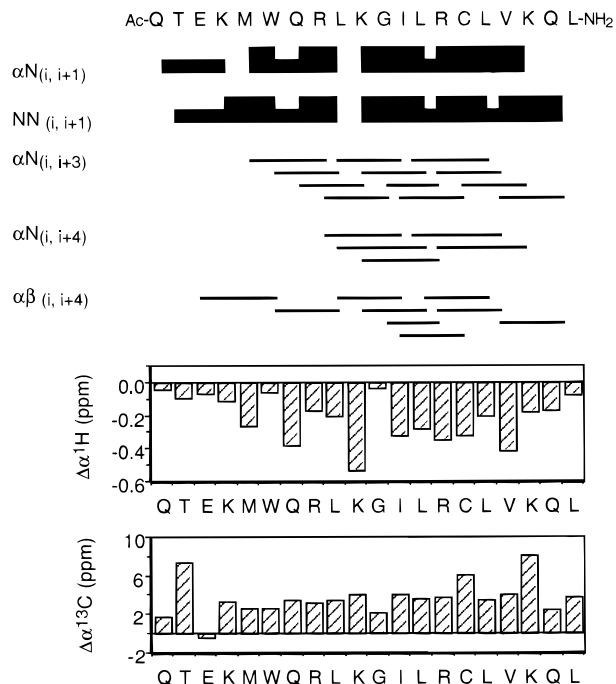 Ac-Q T E K M W Q R L K G I L R C L V K Q L-NH2
αN(i, i+1)
NN (i, i+1)
αN(i, i+3)
αN(i, i+4)
αβ (i, i+4)
Δα¹H (ppm)
0.0
-0.2
-0.4
-0.6
Q T E K M W Q R L K G I L R C L V K Q L
Δα¹³C (ppm)
10
6
2
-2
Q T E K M W Q R L K G I L R C L V K Q L